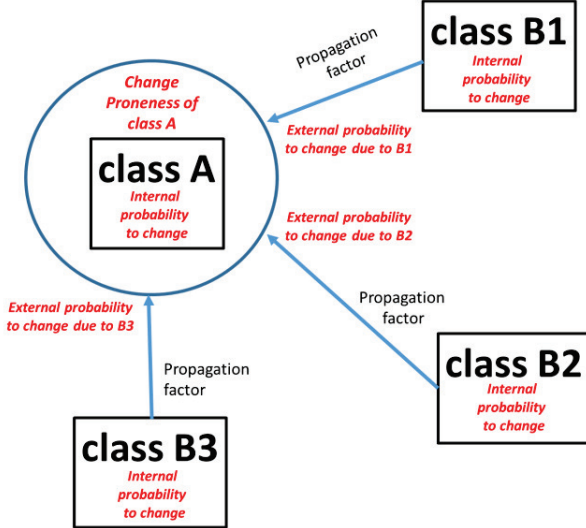 class B1
Internal
probability
to change
Propagation
factor
Change
Proneness of
class A
External probability
to change due to B1
class A
Internal
probability
to change
External probability
to change due to B2
External probability
to change due to B3
Propagation
factor
Propagation
factor
class B2
Internal
probability
to change
class B3
Internal
probability
to change